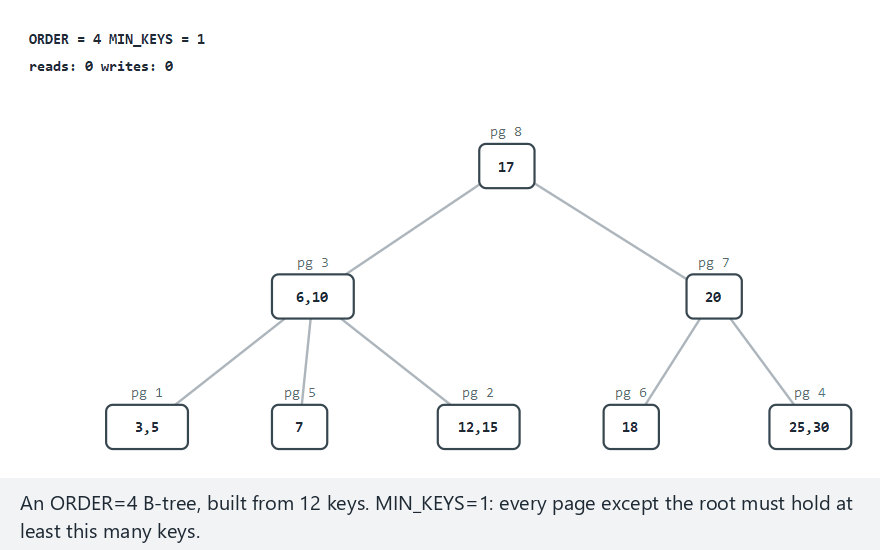 ORDER = 4 MIN_KEYS = 1
reads: 0 writes: 0
pg 8
17
pg 3
pg 7
6,10
20
pg 1
pg 5
pg 2
pg 6
pg 4
3,5
7
12,15
18
25,30
An ORDER=4 B-tree, built from 12 keys. MIN_KEYS=1: every page except the root must hold at
least this many keys.